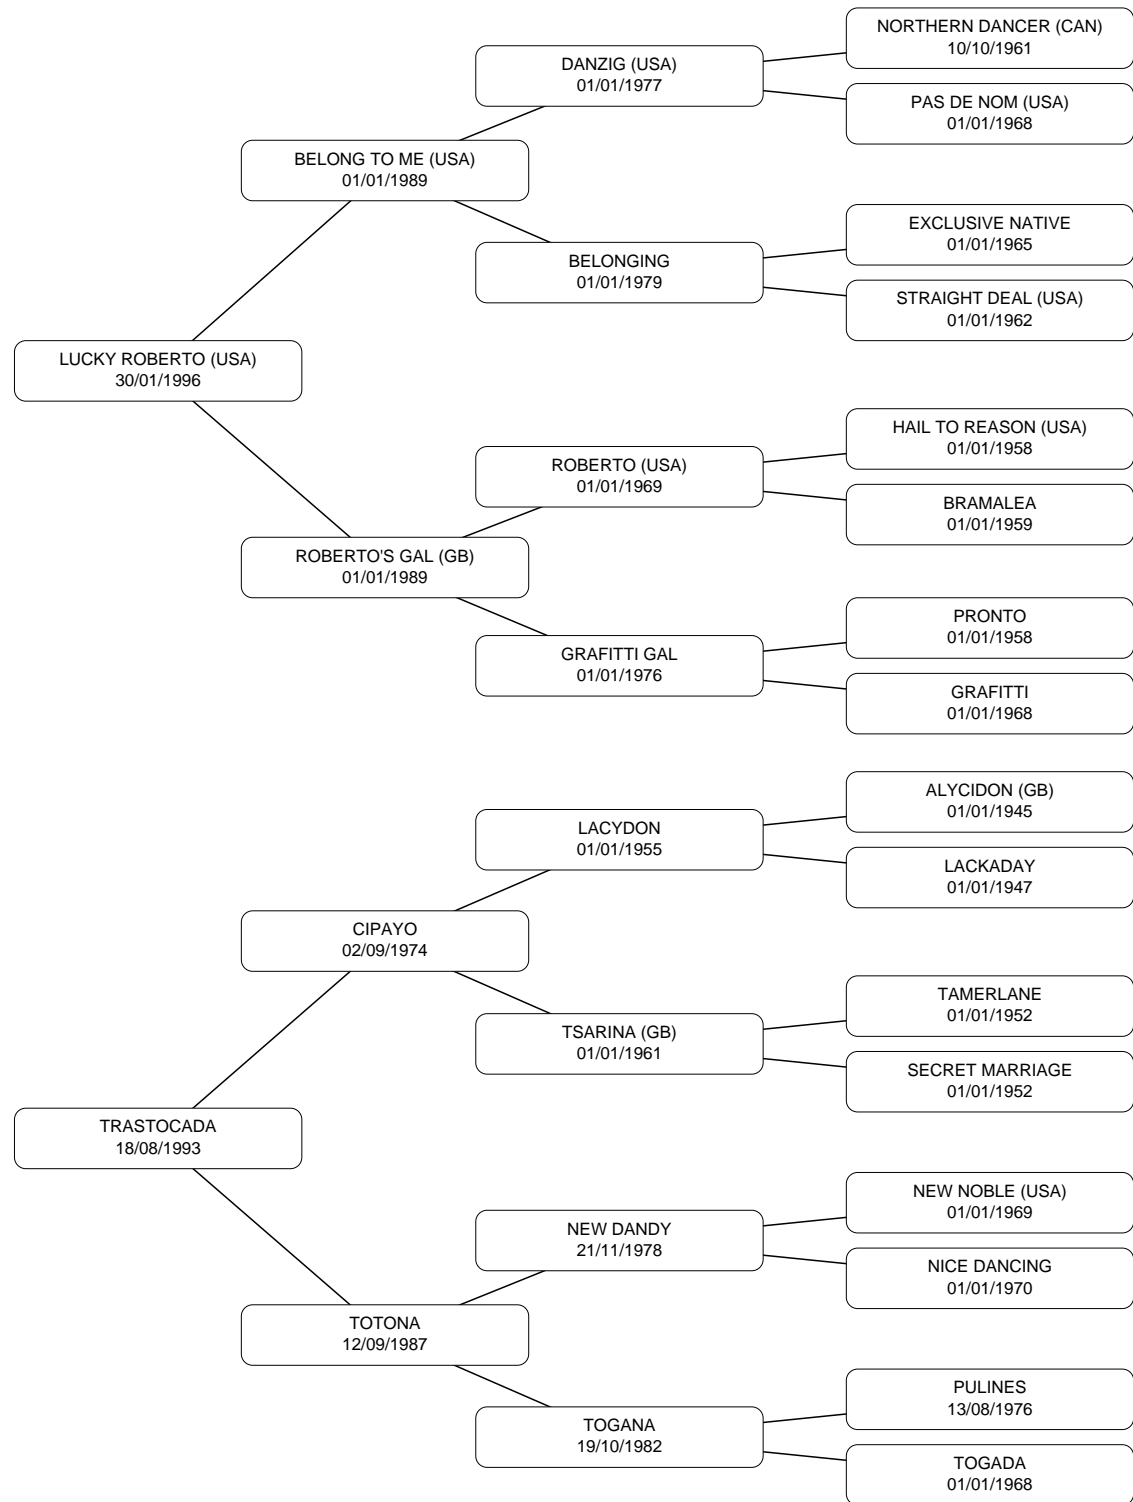 NORTHERN DANCER (CAN)
10/10/1961
DANZIG (USA)
01/01/1977
PAS DE NOM (USA)
01/01/1968
BELONG TO ME (USA)
01/01/1989
EXCLUSIVE NATIVE
01/01/1965
BELONGING
01/01/1979
STRAIGHT DEAL (USA)
01/01/1962
LUCKY ROBERTO (USA)
30/01/1996
HAIL TO REASON (USA)
01/01/1958
ROBERTO (USA)
01/01/1969
BRAMALEA
01/01/1959
ROBERTO'S GAL (GB)
01/01/1989
PRONTO
01/01/1958
GRAFITTI GAL
01/01/1976
GRAFITTI
01/01/1968
ALYCIDON (GB)
01/01/1945
LACYDON
01/01/1955
LACKADAY
01/01/1947
CIPAYO
02/09/1974
TAMERLANE
01/01/1952
TSARINA (GB)
01/01/1961
SECRET MARRIAGE
01/01/1952
TRASTOCADA
18/08/1993
NEW NOBLE (USA)
01/01/1969
NEW DANDY
21/11/1978
NICE DANCING
01/01/1970
TOTONA
12/09/1987
PULINES
13/08/1976
TOGANA
19/10/1982
TOGADA
01/01/1968